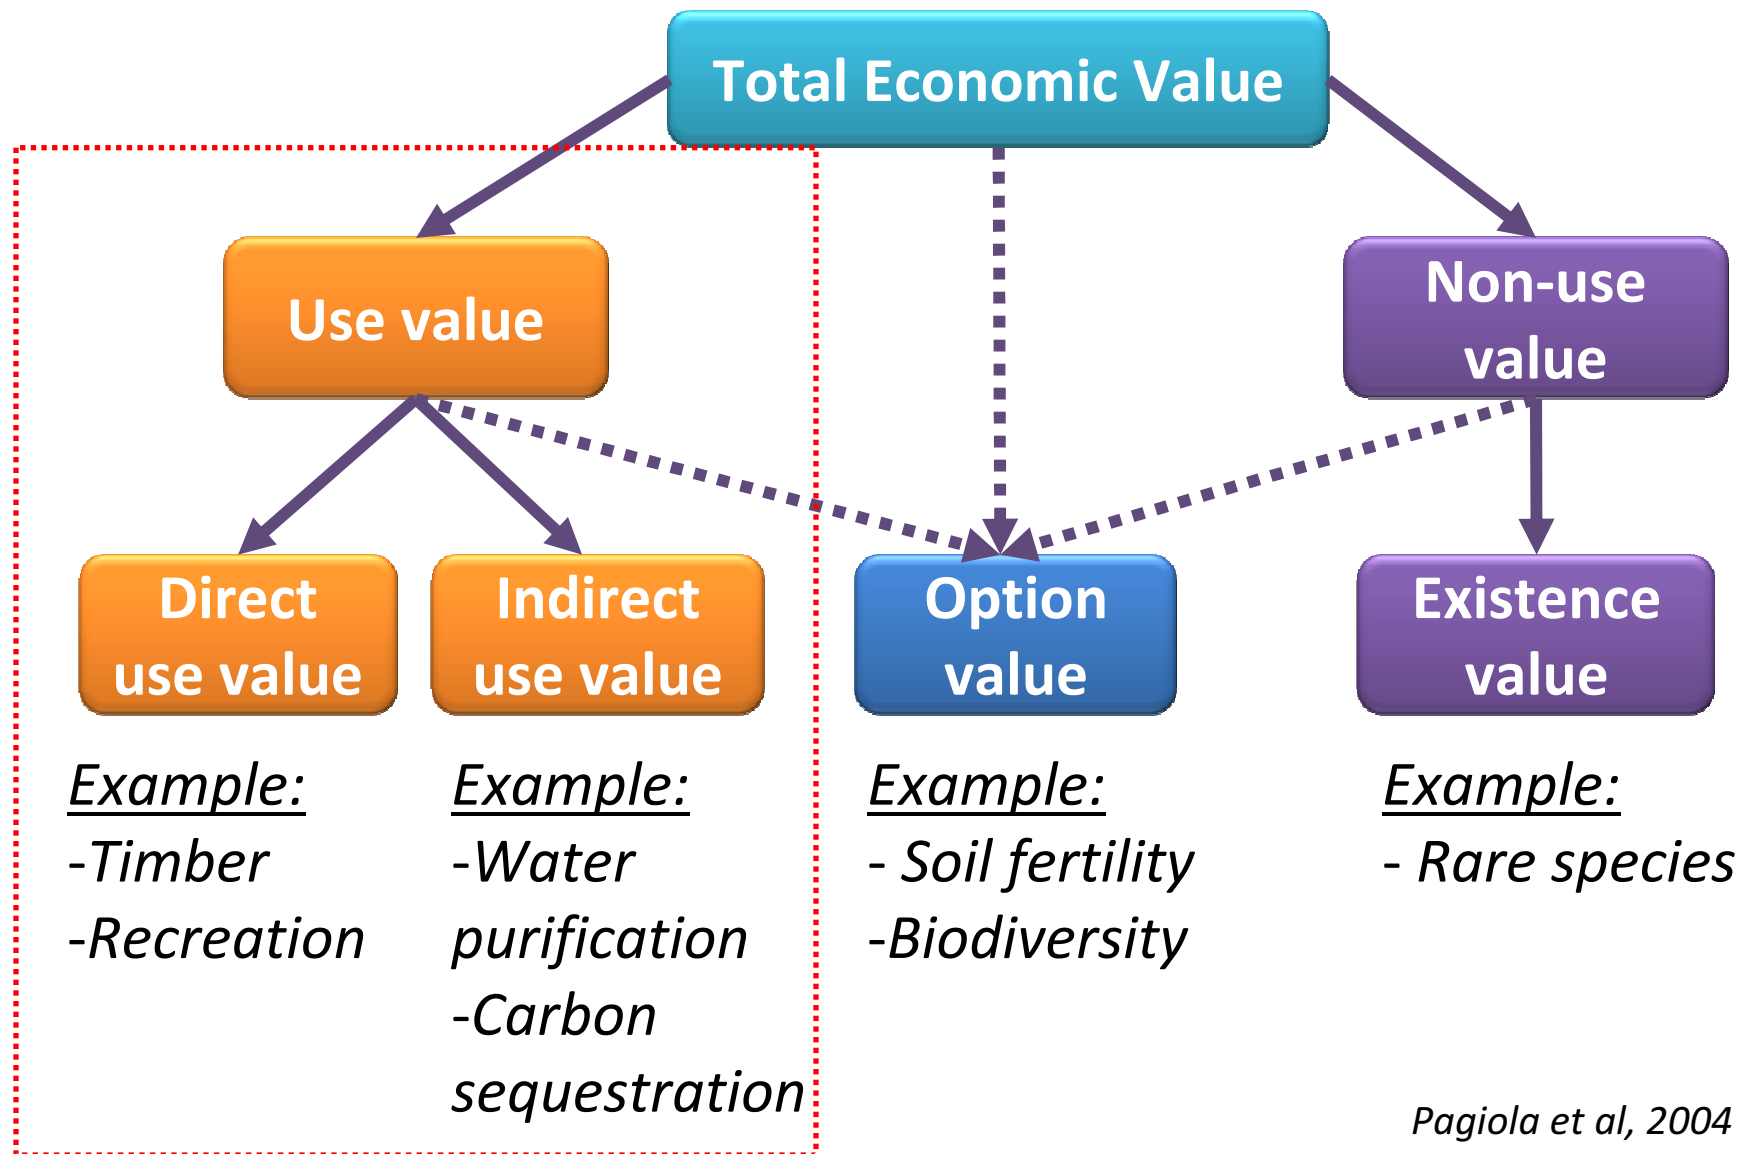 Total Economic Value
Use value
Non-use
value
Direct
use value
Indirect
use value
Option
value
Existence
value
Example:
-Timber
-Recreation
Example:
-Water
purification
-Carbon
sequestration
Example:
- Soil fertility
-Biodiversity
Example:
- Rare species
Pagiola et al, 2004